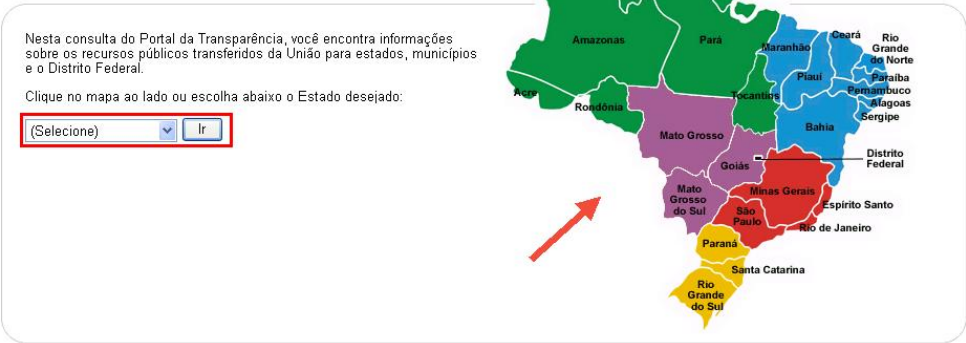 Nesta consulta do Portal da Transparência, você encontra informações
sobre os recursos públicos transferidos da União para estados, municípios
e o Distrito Federal.
Clique no mapa ao lado ou escolha abaixo o Estado desejado:
(Selecione)
Ir
Amazonas
Pará
Maranhão
Ceará
Rio
Grande
do Norte
Piauí
Paraíba
Pernambuco
Alagoas
Sergipe
Acre
Rondônia
Tocantins
Bahia
Mato Grosso
Distrito
Federal
Goiás
Mato
Grosso
do Sul
Minas Gerais
Espírito Santo
São
Paulo
Rio de Janeiro
Paraná
Santa Catarina
Rio
Grande
do Sul